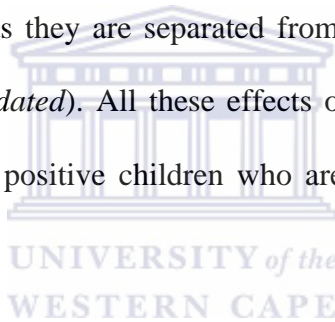 s they are separated from
dated). All these effects o
positive children who are
UNIVERSITY of the
WESTERN CAPE